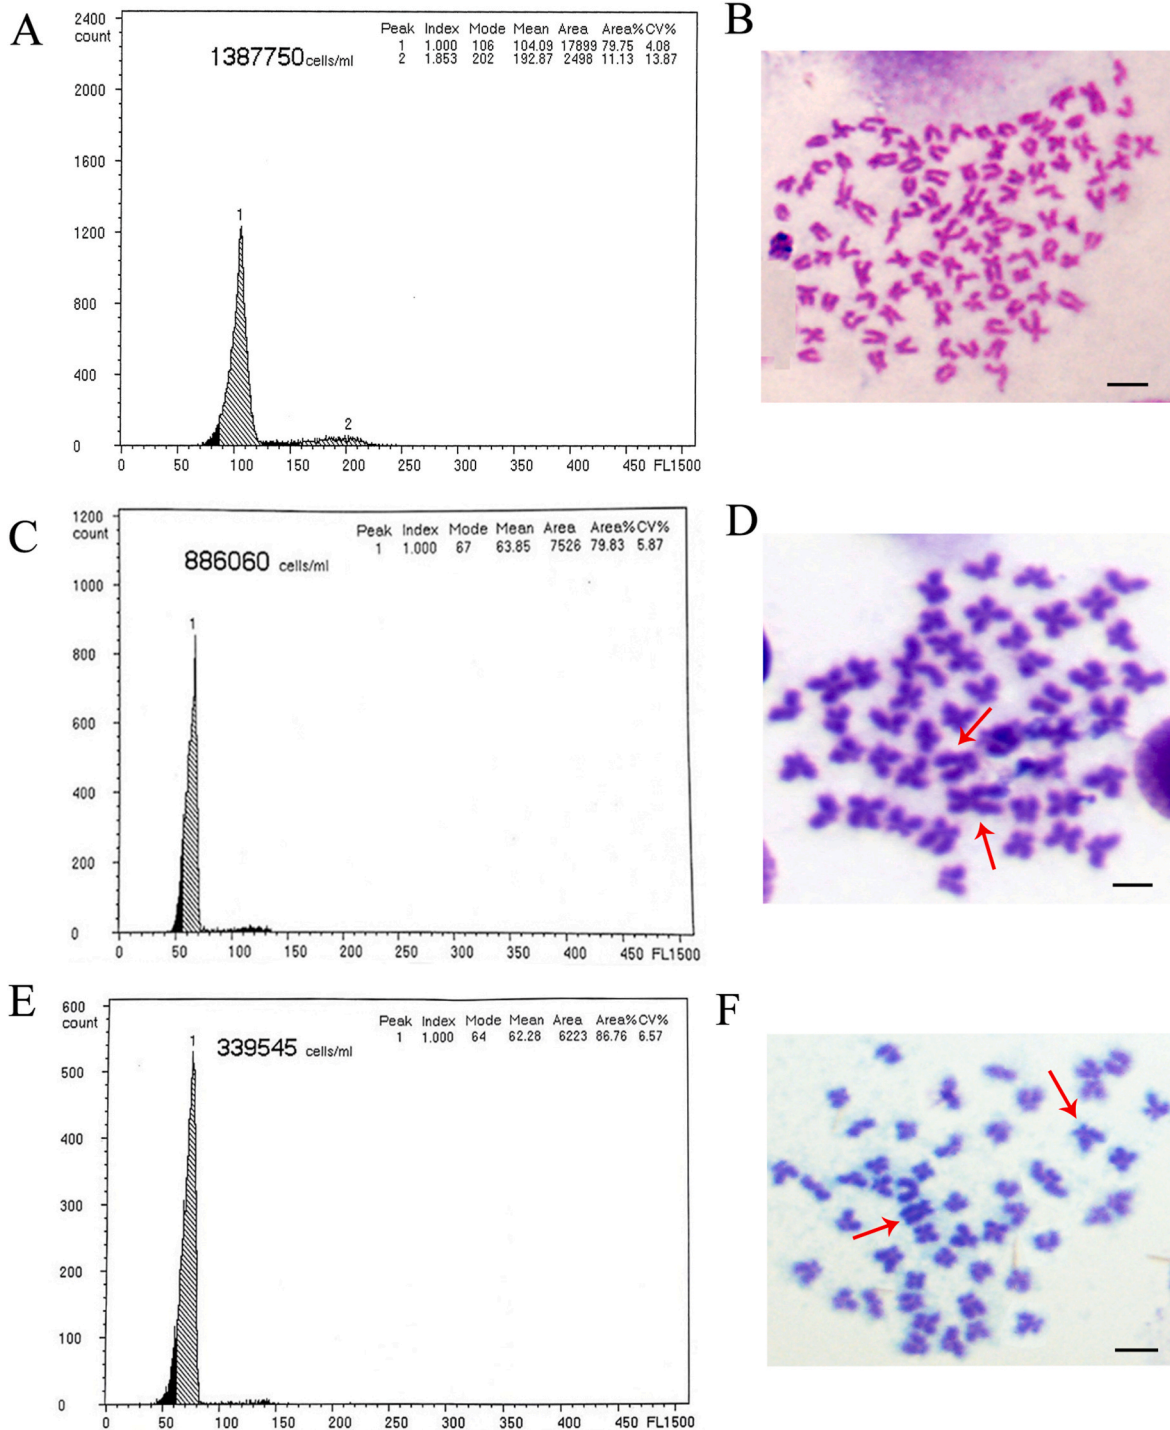 A
2400
count
2000
1600
1200
800
400
0
1387750 cells/ml
Peak Index Mode Mean Area Area% CV%
1 1.000 106 104.09 17899 79.75 4.08
2 1.853 202 192.87 2498 11.13 13.87
1
2
0 50 100 150 200 250 300 350 400 450 FL1500
B
C
1200
count
1000
800
600
400
200
0
886060 cells/ml
Peak Index Mode Mean Area Area% CV%
1 1.000 67 63.85 7526 79.83 5.87
1
0 50 100 150 200 250 300 350 400 450 FL1500
D
E
600
count
500
400
300
200
100
0
339545 cells/ml
Peak Index Mode Mean Area Area% CV%
1 1.000 64 62.28 6223 86.76 6.57
1
0 50 100 150 200 250 300 350 400 450 FL1500
F